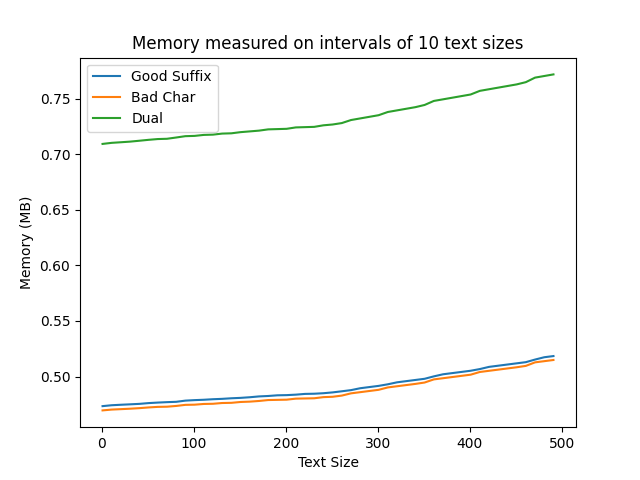 Memory measured on intervals of 10 text sizes
Good Suffix
Bad Char
Dual
0.75
0.70
0.65
0.60
0.55
0.50
Memory (MB)
0 100 200 300 400 500
Text Size